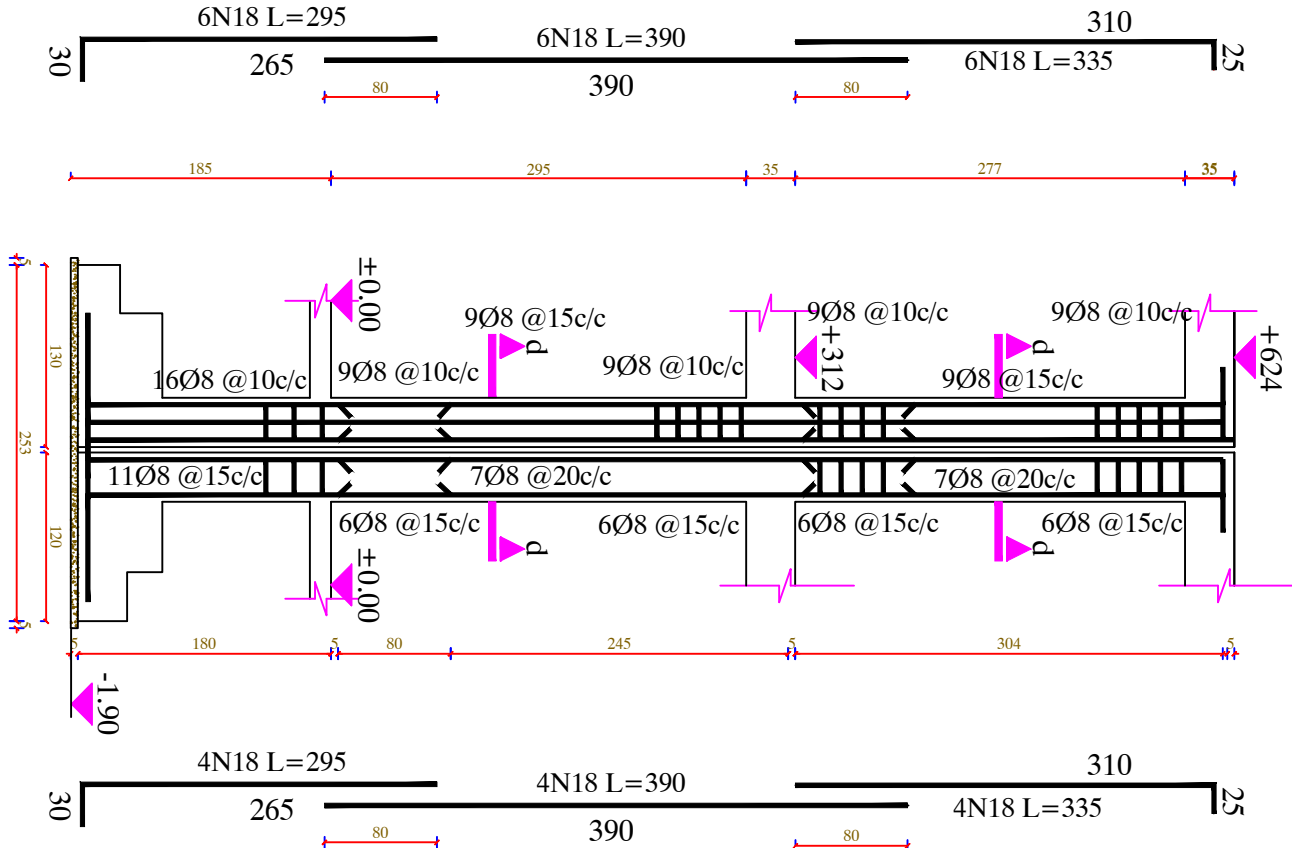 6N18 L=295
30
265
6N18 L=390
390
310
6N18 L=335
25
80
80
185
295
35
277
35
±0.00
9Ø8 @15c/c
d
9Ø8 @10c/c
9Ø8 @10c/c
+624
16Ø8 @10c/c
9Ø8 @10c/c
9Ø8 @10c/c
+312
9Ø8 @15c/c
d
5
130
253
120
5
11Ø8 @15c/c
7Ø8 @20c/c
7Ø8 @20c/c
6Ø8 @15c/c
6Ø8 @15c/c
6Ø8 @15c/c
6Ø8 @15c/c
d
d
±0.00
5
180
5
80
245
5
304
5
-1.90
4N18 L=295
30
265
4N18 L=390
390
310
4N18 L=335
25
80
80